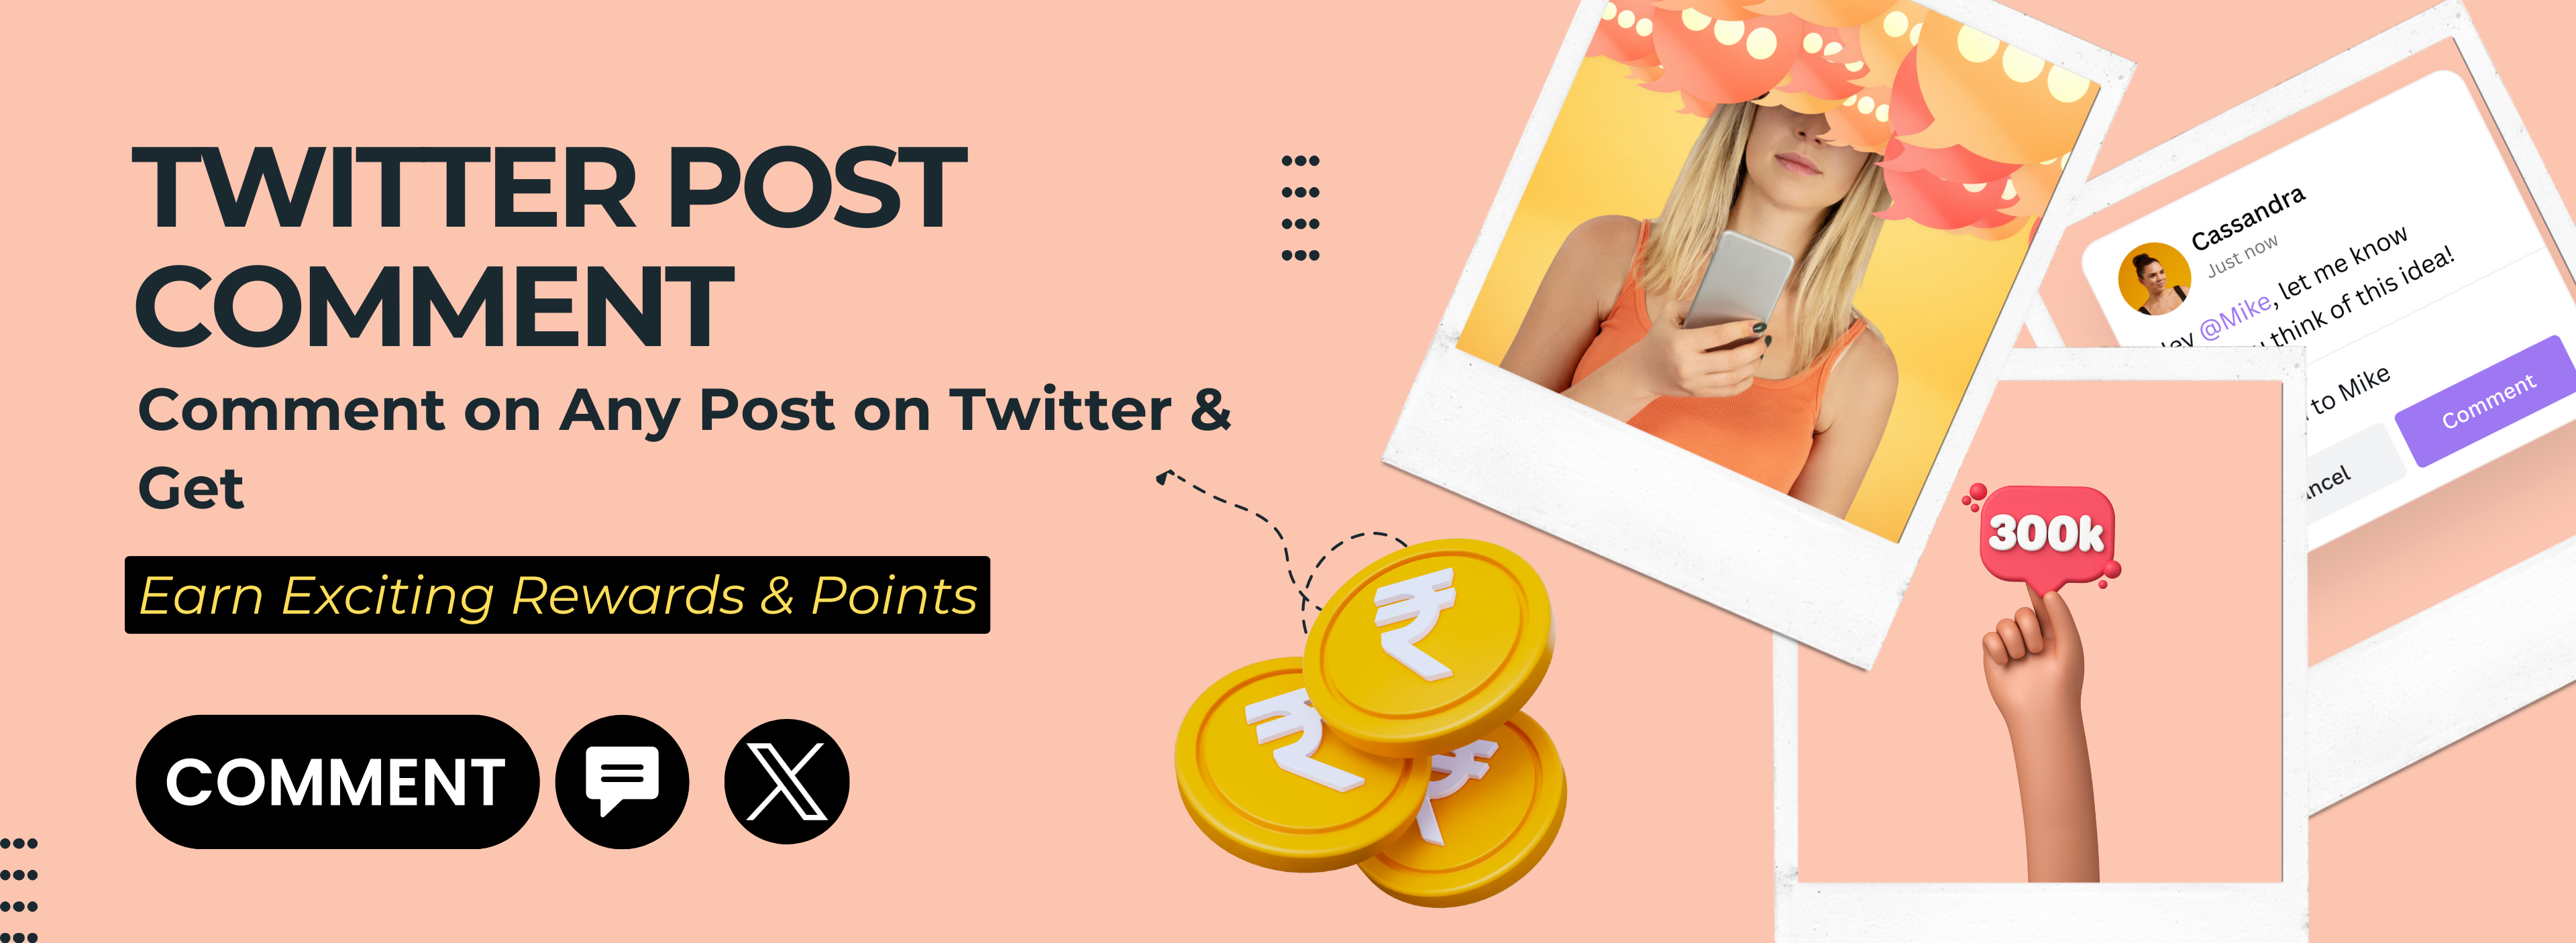 TWITTER POST
COMMENT
Comment on Any Post on Twitter &
Get
Earn Exciting Rewards & Points
COMMENT
Cassandra
Just now
@Mike, let me know
think of this idea!
to Mike
Comment
300k